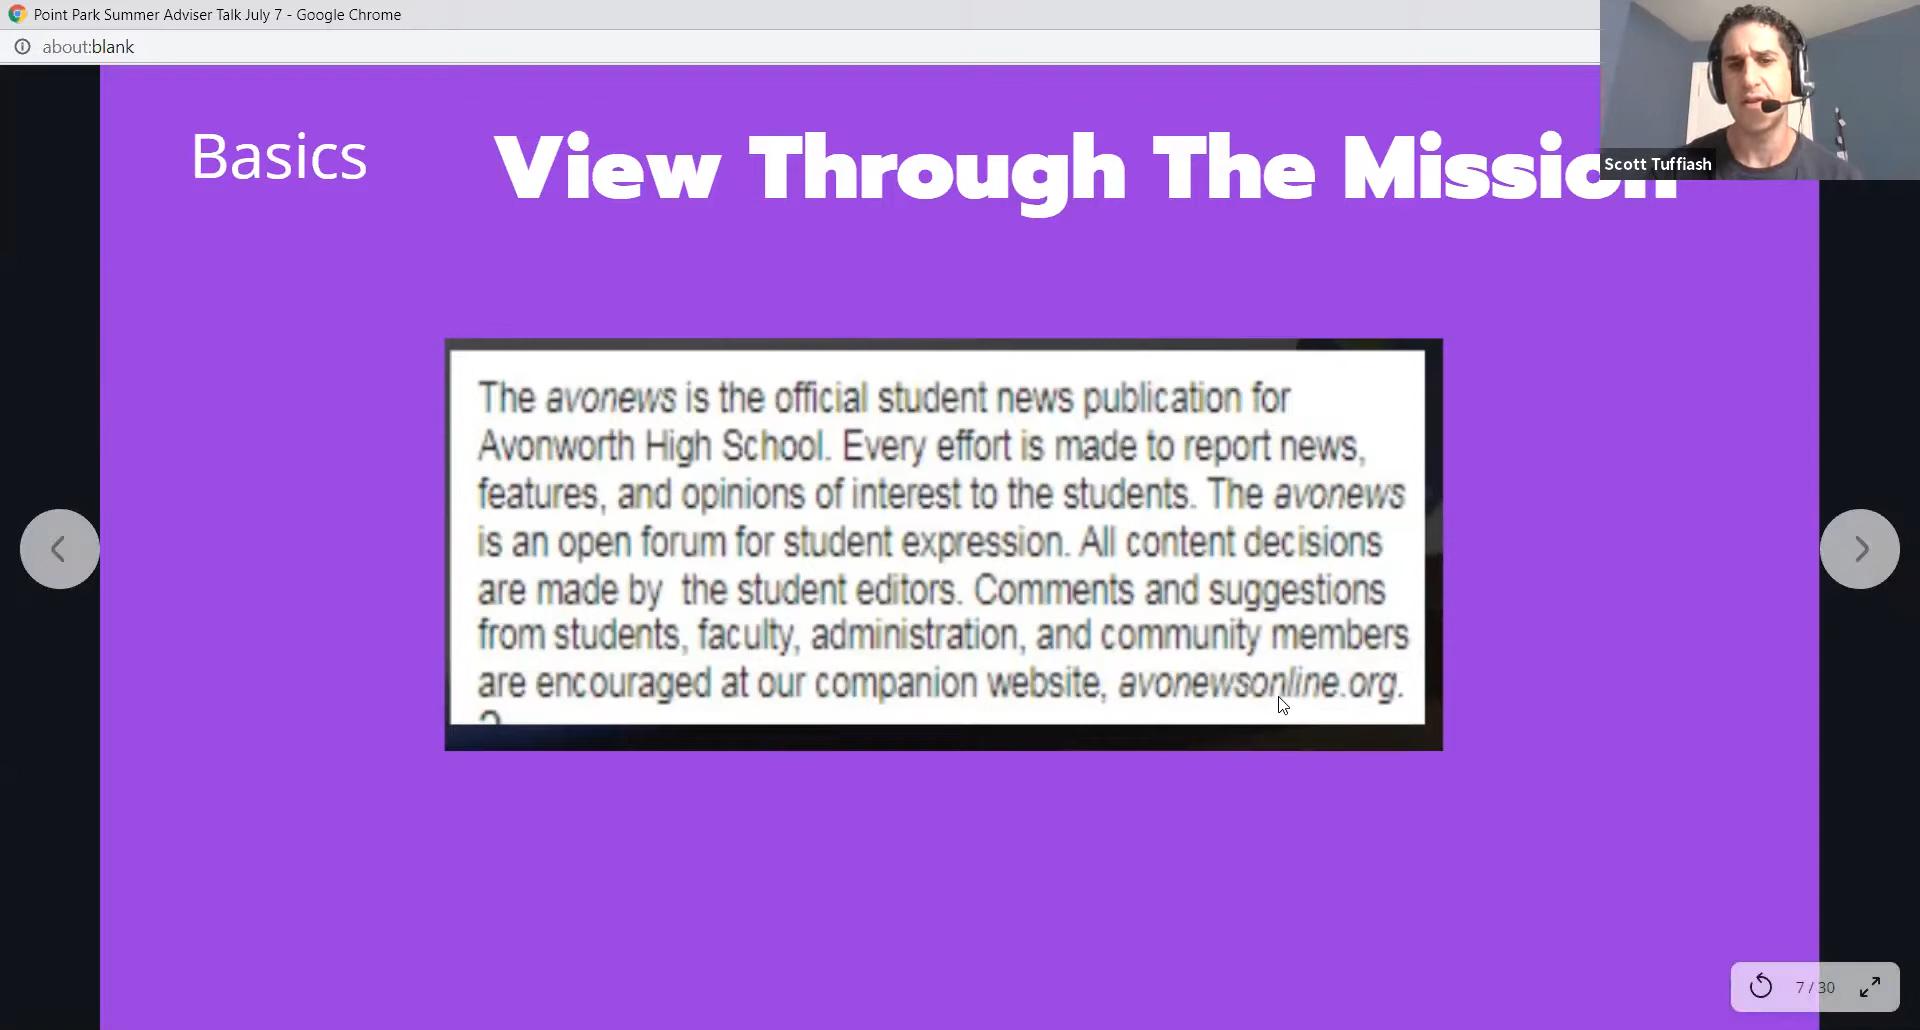 Point Park Summer Adviser Talk July 7 - Google Chrome
about:blank
Basics
View Through The Mission
Scott Tuffiash
The avonews is the official student news publication for
Avonworth High School. Every effort is made to report news,
features, and opinions of interest to the students. The avonews
is an open forum for student expression. All content decisions
are made by the student editors. Comments and suggestions
from students, faculty, administration, and community members
are encouraged at our companion website, avonewsonline.org.
7 / 30